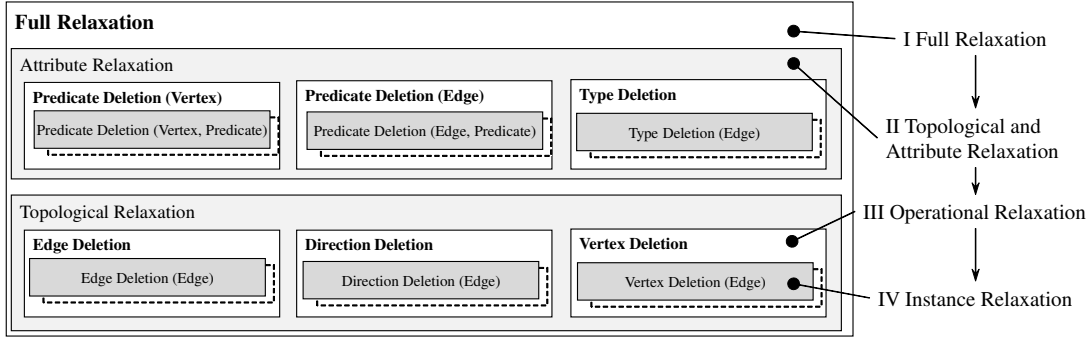 Full Relaxation
Attribute Relaxation
Predicate Deletion (Vertex)
Predicate Deletion (Vertex, Predicate)
Predicate Deletion (Edge)
Predicate Deletion (Edge, Predicate)
Type Deletion
Type Deletion (Edge)
Topological Relaxation
Edge Deletion
Edge Deletion (Edge)
Direction Deletion
Direction Deletion (Edge)
Vertex Deletion
Vertex Deletion (Edge)
I Full Relaxation
II Topological and
Attribute Relaxation
III Operational Relaxation
IV Instance Relaxation